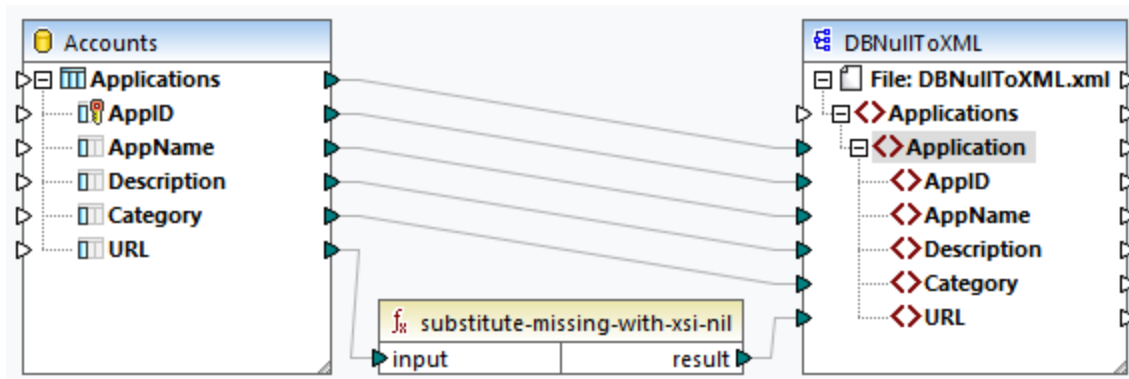 Accounts
Applications
AppID
AppName
Description
Category
URL
fx substitute-missing-with-xsi-nil
input result
DBNullToXML
File: DBNullToXML.xml
Applications
Application
AppID
AppName
Description
Category
URL